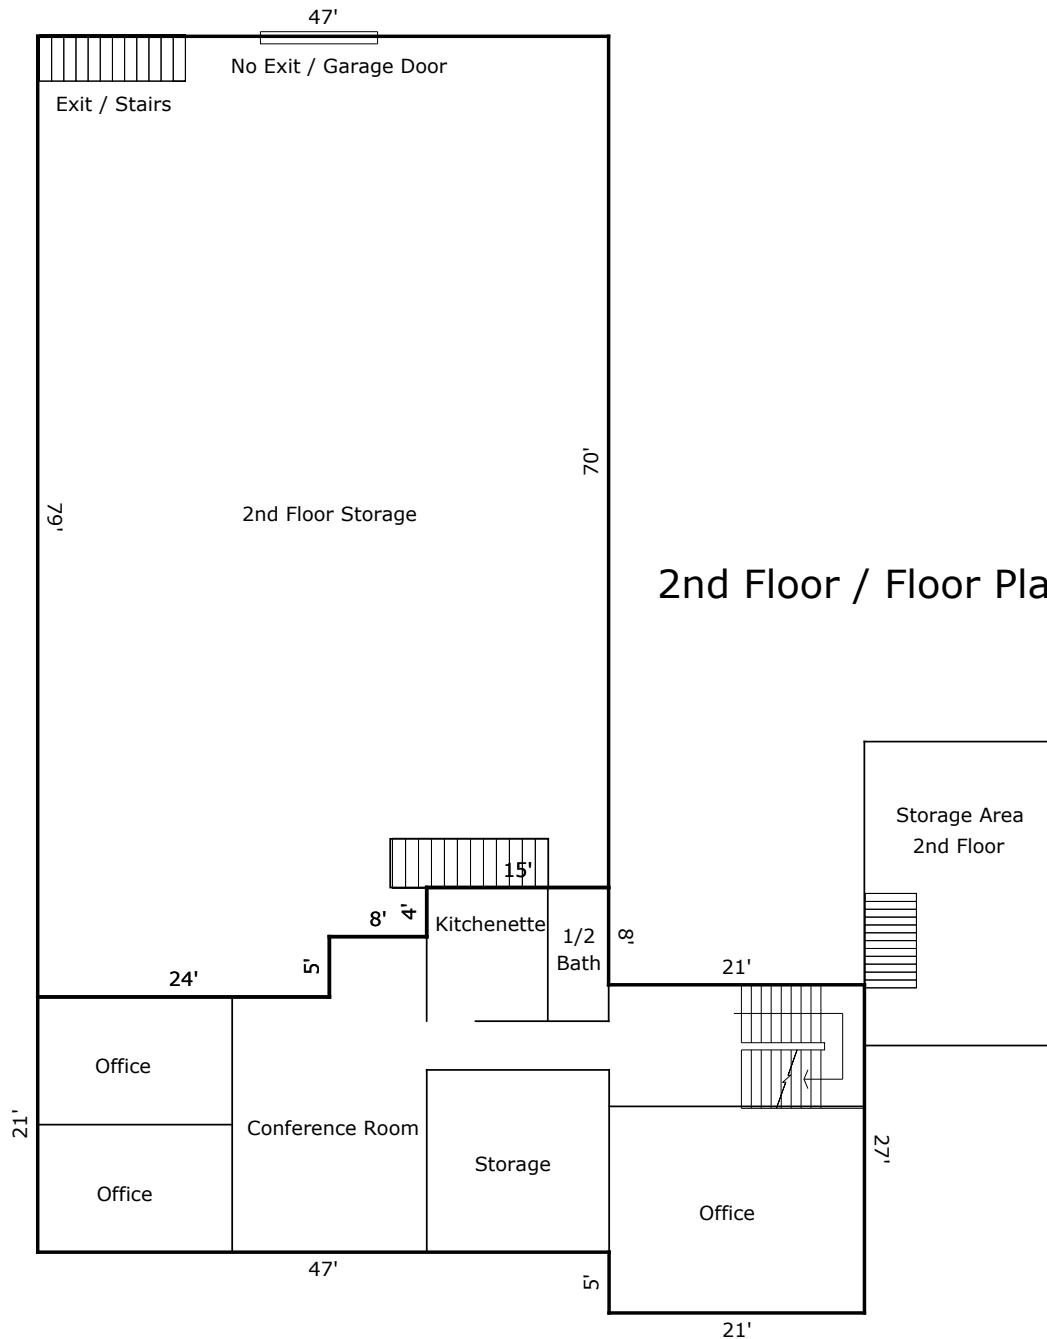 47'
No Exit / Garage Door
Exit / Stairs
70'
79'
2nd Floor Storage
2nd Floor / Floor Pla
Storage Area
2nd Floor
15'
8'
4'
Kitchenette
1/2
Bath
8'
5'
24'
21'
Office
21'
Conference Room
Storage
27'
Office
Office
47'
5'
21'